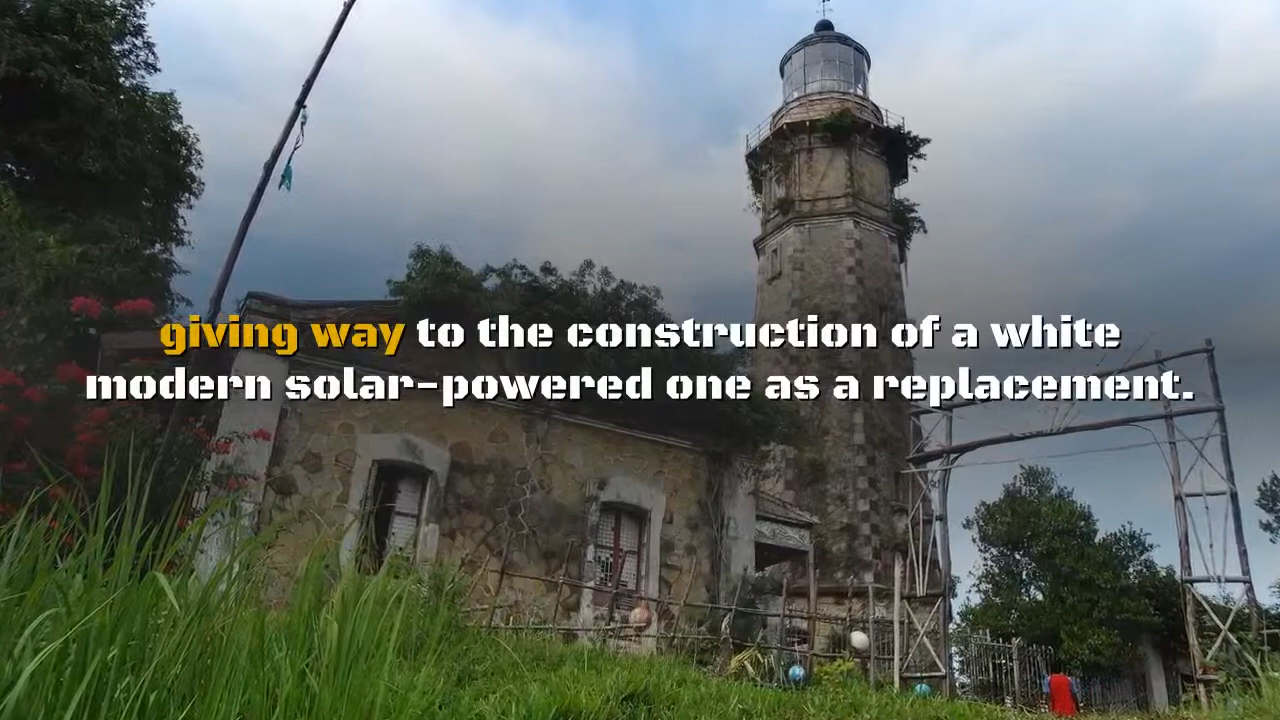 giving way to the construction of a white
modern solar-powered one as a replacement.